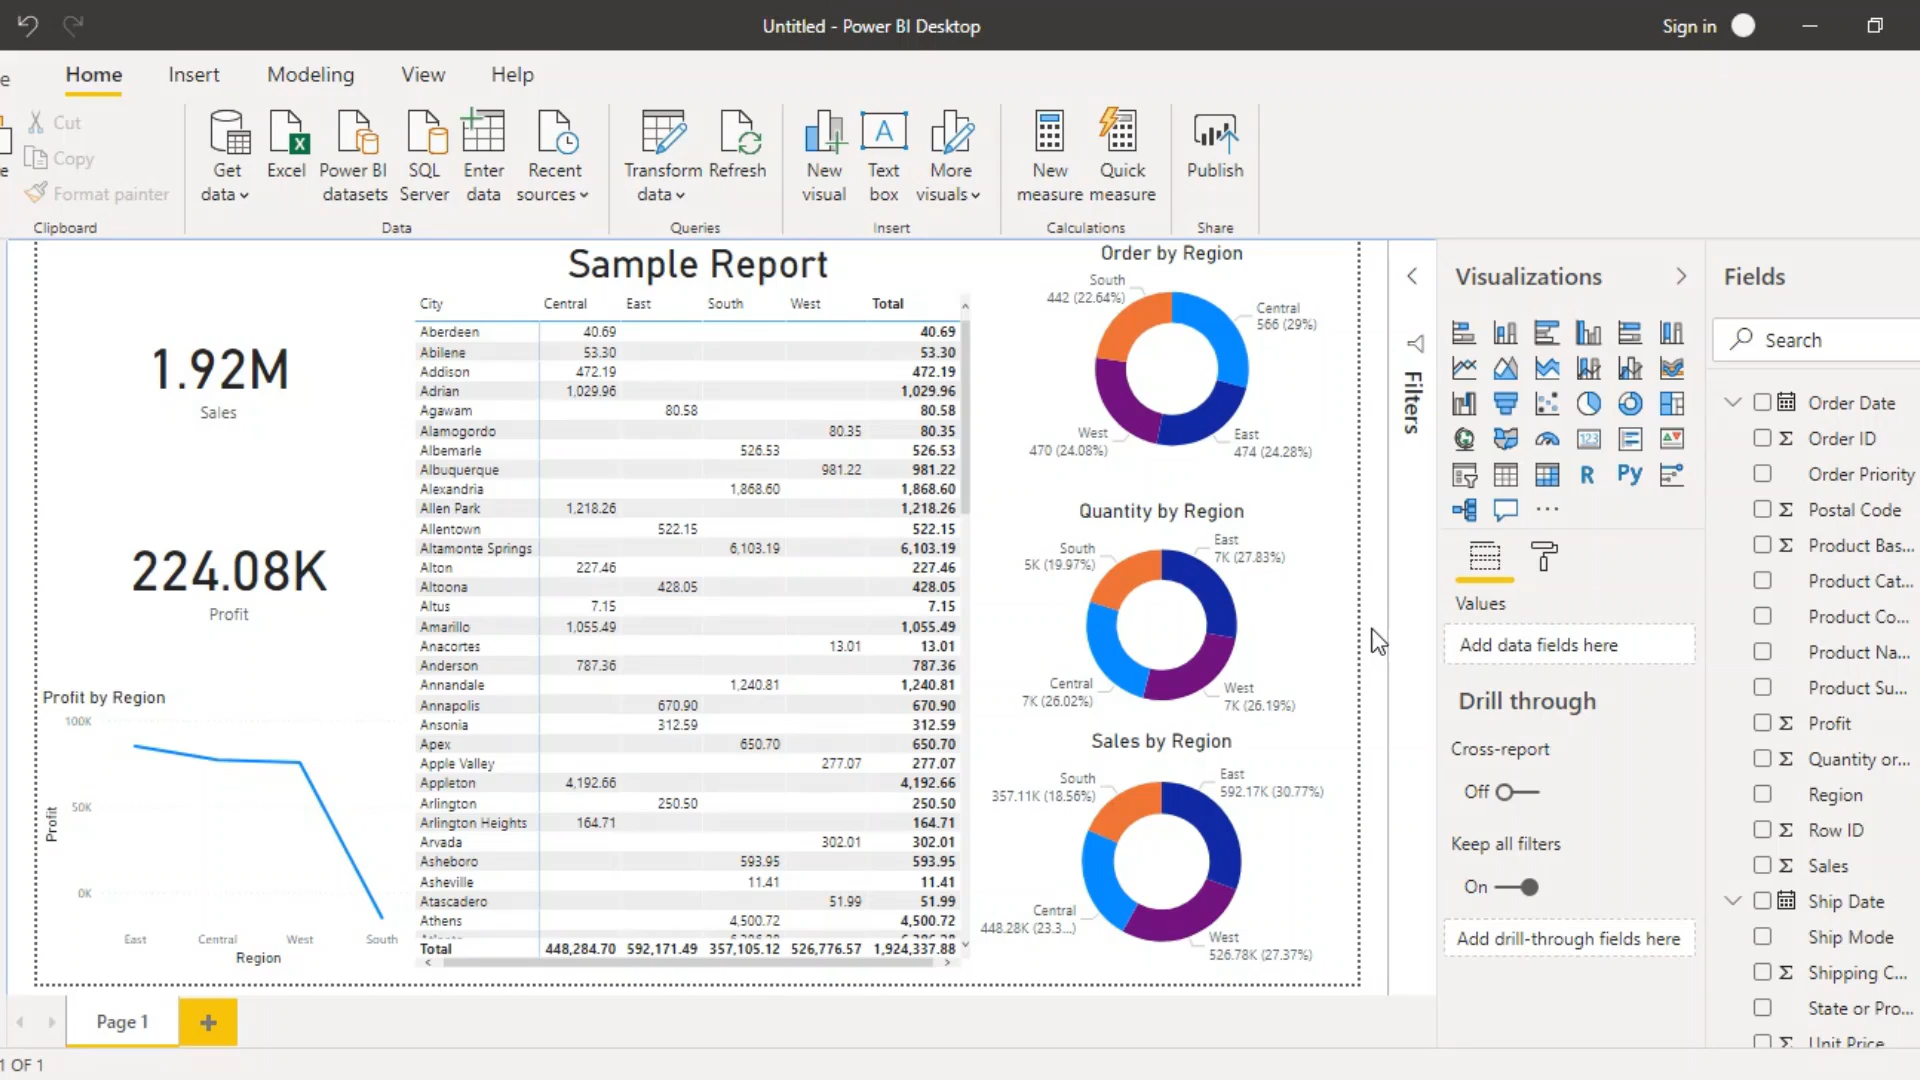 Untitled - Power BI Desktop
Sign in
Home Insert Modeling View Help
Cut
Copy
Format painter
Clipboard
Get data
Excel
Power BI datasets
SQL Server
Enter data
Recent sources
Data
Transform data
Refresh
Queries
New visual
Text box
More visuals
Insert
New measure
Quick measure
Calculations
Publish
Share
Sample Report
1.92M
Sales
224.08K
Profit
Profit by Region
100K
50K
0K
Profit
East Central West South
Region
City Central East South West Total
Aberdeen 40.69 40.69
Abilene 53.30 53.30
Addison 472.19 472.19
Adrian 1,029.96 1,029.96
Agawam 80.58 80.58
Alamogordo 80.35 80.35
Albemarle 526.53 526.53
Albuquerque 981.22 981.22
Alexandria 1,868.60 1,868.60
Allen Park 1,218.26 1,218.26
Allentown 522.15 522.15
Altamonte Springs 6,103.19 6,103.19
Alton 227.46 227.46
Altoona 428.05 428.05
Altus 7.15 7.15
Amarillo 1,055.49 1,055.49
Anacortes 13.01 13.01
Anderson 787.36 787.36
Annandale 1,240.81 1,240.81
Annapolis 670.90 670.90
Ansonia 312.59 312.59
Apex 650.70 650.70
Apple Valley 277.07 277.07
Appleton 4,192.66 4,192.66
Arlington 250.50 250.50
Arlington Heights 164.71 164.71
Arvada 302.01 302.01
Asheboro 593.95 593.95
Asheville 11.41 11.41
Atascadero 51.99 51.99
Athens 4,500.72 4,500.72
Total 448,284.70 592,171.49 357,105.12 526,776.57 1,924,337.88
Order by Region
South
442 (22.64%)
Central
566 (29%)
West
470 (24.08%)
East
474 (24.28%)
Quantity by Region
South
5K (19.97%)
East
7K (27.83%)
Central
7K (26.02%)
West
7K (26.19%)
Sales by Region
South
357.11K (18.56%)
East
592.17K (30.77%)
Central
448.28K (23.3...)
West
526.78K (27.37%)
Filters
Visualizations
123
R
Py
...
Values
Add data fields here
Drill through
Cross-report
Off
Keep all filters
On
Add drill-through fields here
Fields
Search
Order Date
Σ Order ID
Order Priority
Σ Postal Code
Σ Product Bas...
Product Cat...
Product Co...
Product Na...
Product Su...
Σ Profit
Σ Quantity or...
Region
Σ Row ID
Σ Sales
Ship Date
Ship Mode
Σ Shipping C...
State or Pro...
Σ Unit Price
Page 1
1 OF 1